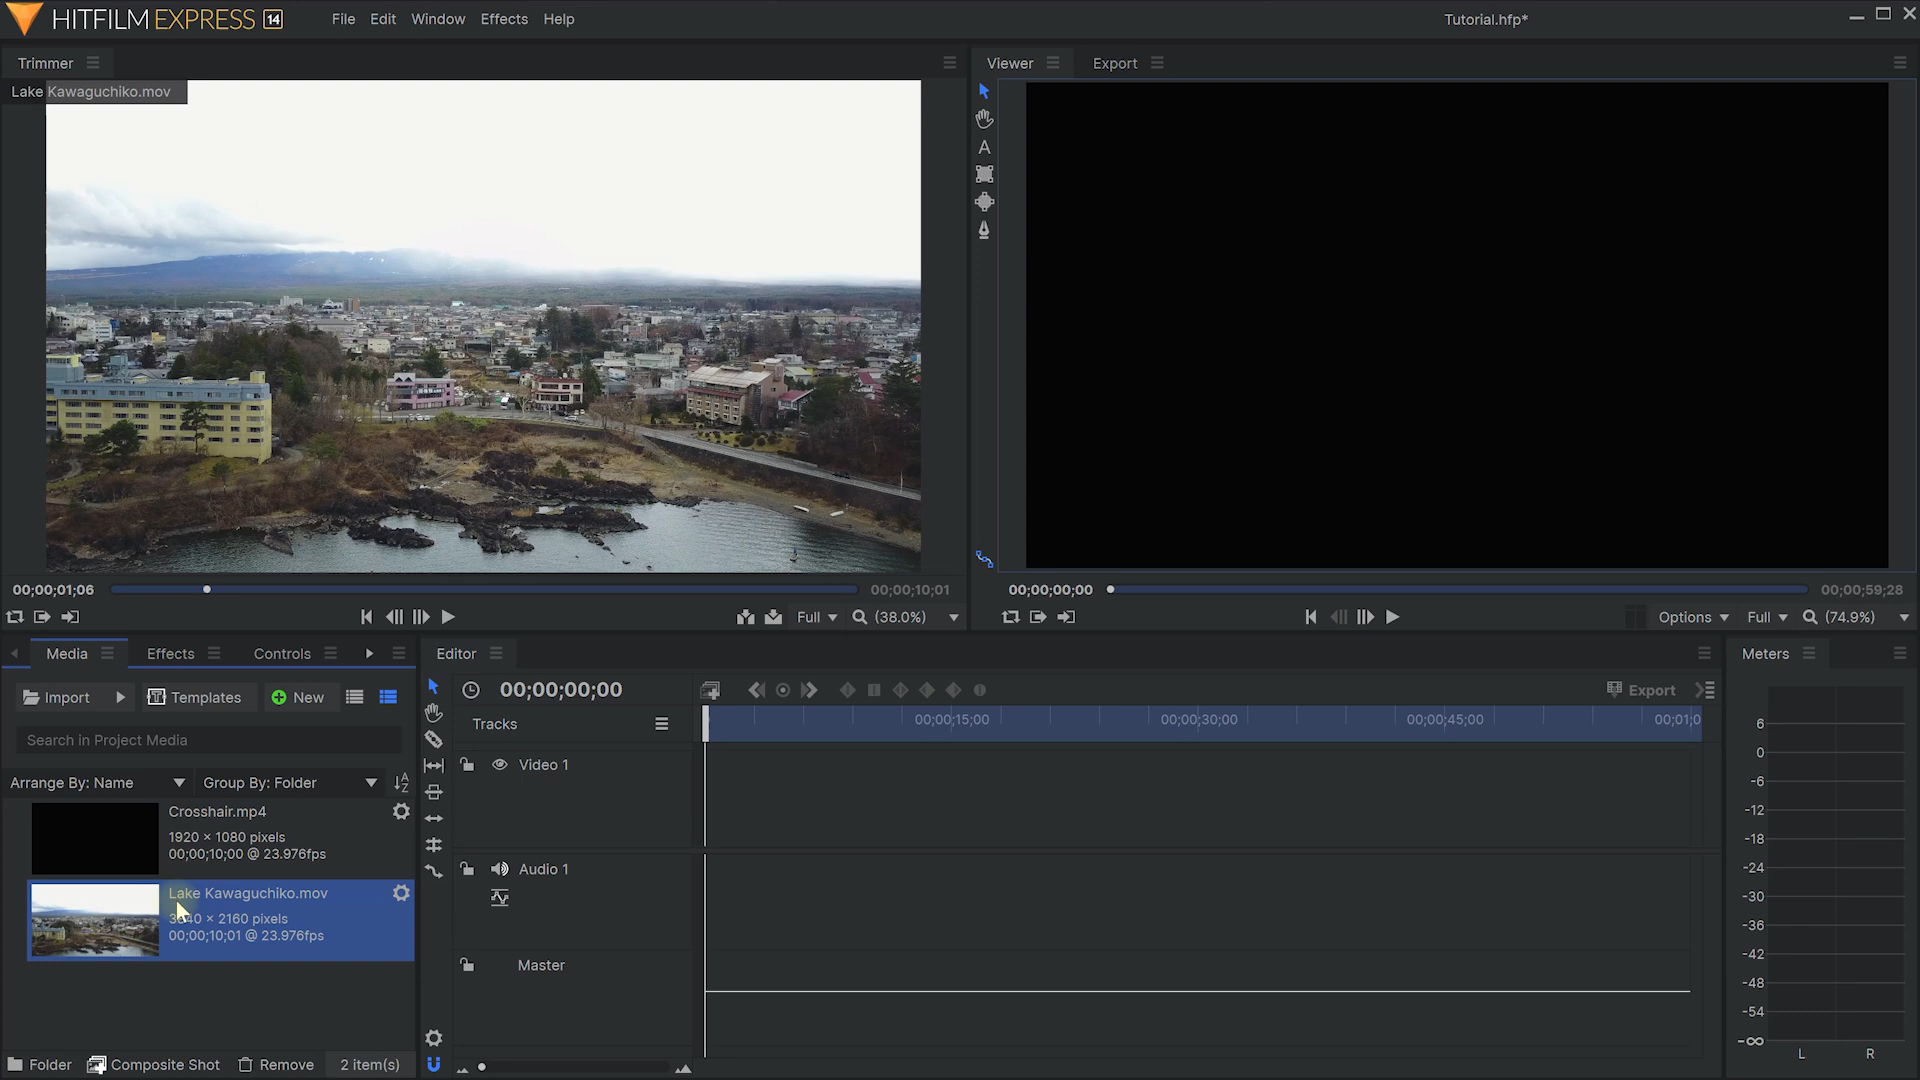 HITFILM EXPRESS 14
File Edit Window Effects Help
Tutorial.hfp*
Trimmer
Viewer
Export
Lake Kawaguchiko.mov
00;00;01;06
00;00;10;01
00;00;00;00
00;00;59;28
Full
(38.0%)
Options
Full
(74.9%)
Media
Effects
Controls
Editor
Meters
Import
Templates
New
00;00;00;00
Export
Search in Project Media
Tracks
00;00;15;00
00;00;30;00
00;00;45;00
00;01;0
Arrange By: Name
Group By: Folder
A
Z
Crosshair.mp4
1920 × 1080 pixels
00;00;10;00 @ 23.976fps
Lake Kawaguchiko.mov
3840 × 2160 pixels
00;00;10;01 @ 23.976fps
Video 1
Audio 1
Master
6
0
-6
-12
-18
-24
-30
-36
-42
-48
-54
-∞
L
R
Folder
Composite Shot
Remove
2 item(s)